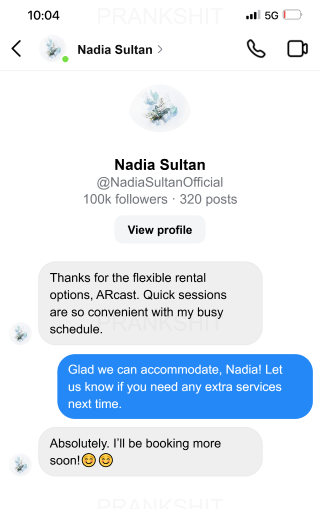 PRANKSHIT
10:04
5G
Nadia Sultan
Nadia Sultan
@NadiaSultanOfficial
100k followers · 320 posts
View profile
Thanks for the flexible rental
options, ARcast. Quick sessions
are so convenient with my busy
schedule.
PRANKSHIT
Glad we can accommodate, Nadia! Let
us know if you need any extra services
next time.
Absolutely. I'll be booking more
soon!😊😊
PRANKSHIT